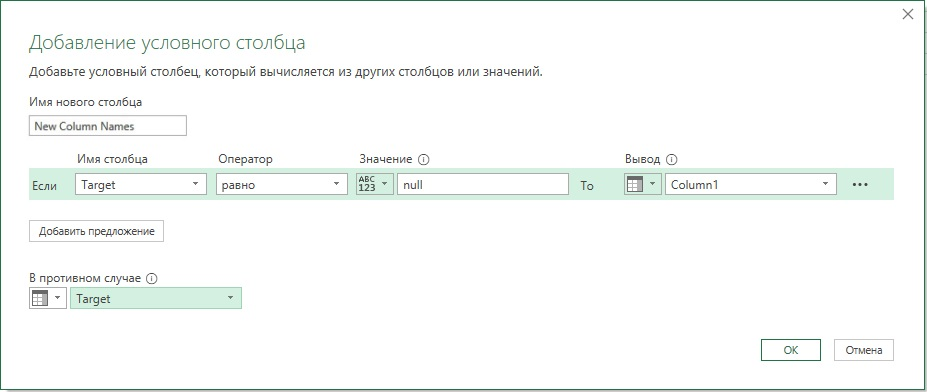 Добавление условного столбца
Добавьте условный столбец, который вычисляется из других столбцов или значений.
Имя нового столбца
New Column Names
Имя столбца Оператор Значение Вывод
Если Target равно ABC 123 null То Column1 ...
Добавить предложение
В противном случае
Target
OK Отмена